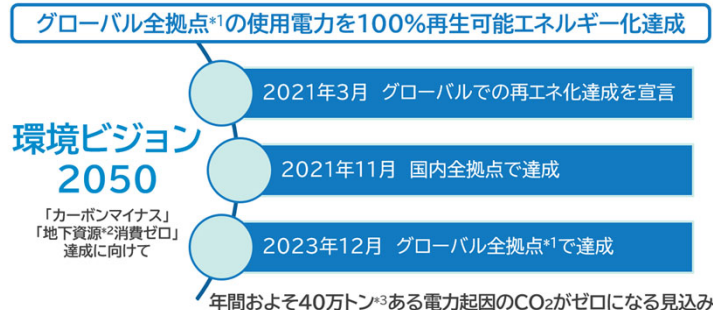 グローバル全拠点*1の使用電力を100%再生可能エネルギー化達成
2021年3月 グローバルでの再エネ化達成を宣言
環境ビジョン
2050
2021年11月 国内全拠点で達成
「カーボンマイナス」
「地下資源*2消費ゼロ」
達成に向けて
2023年12月 グローバル全拠点*1で達成
年間およそ40万トン*3ある電力起因のCO2がゼロになる見込み